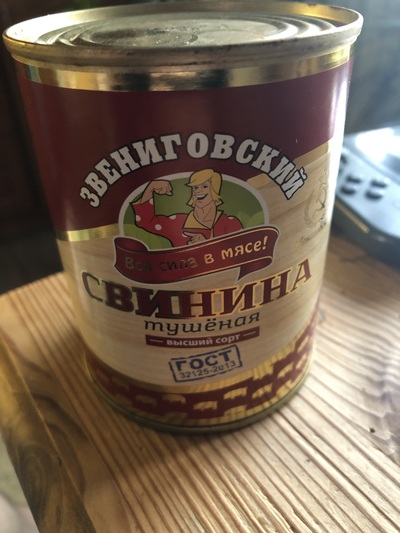 ЗВЕНИГОВСКИЙ
Вся сила в мясе!
СВИНИНА
тушёная
— высший сорт —
ГОСТ
32125-2013